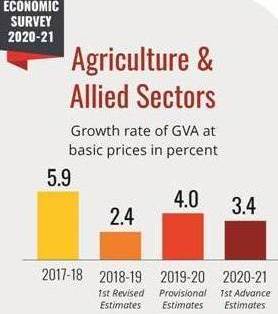 ECONOMIC
SURVEY
2020-21
Agriculture &
Allied Sectors
Growth rate of GVA at
basic prices in percent
5.9
2.4
4.0
3.4
2017-18
2018-19
2019-20
2020-21
1st Revised
Estimates
Provisional
Estimates
1st Advance
Estimates